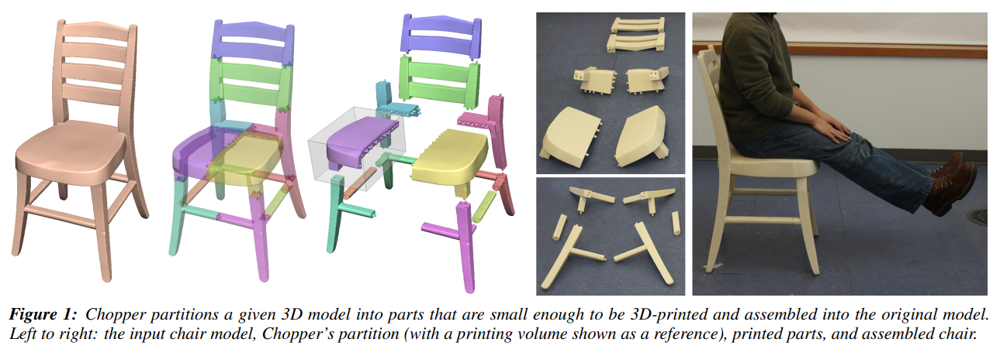 Figure 1: Chopper partitions a given 3D model into parts that are small enough to be 3D-printed and assembled into the original model.
Left to right: the input chair model, Chopper's partition (with a printing volume shown as a reference), printed parts, and assembled chair.